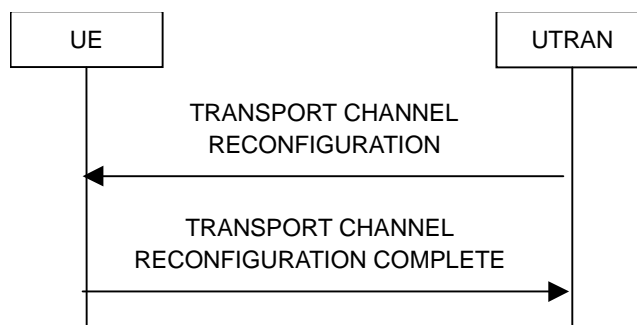 UE
UTRAN
TRANSPORT CHANNEL
RECONFIGURATION
TRANSPORT CHANNEL
RECONFIGURATION COMPLETE